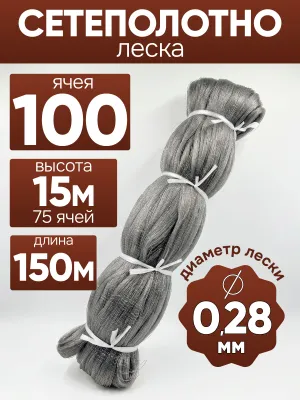 СЕТЕПОЛОТНО
леска
ячея
100
высота
15м
75 ячей
длина
150м
диаметр лески
0,28
мм